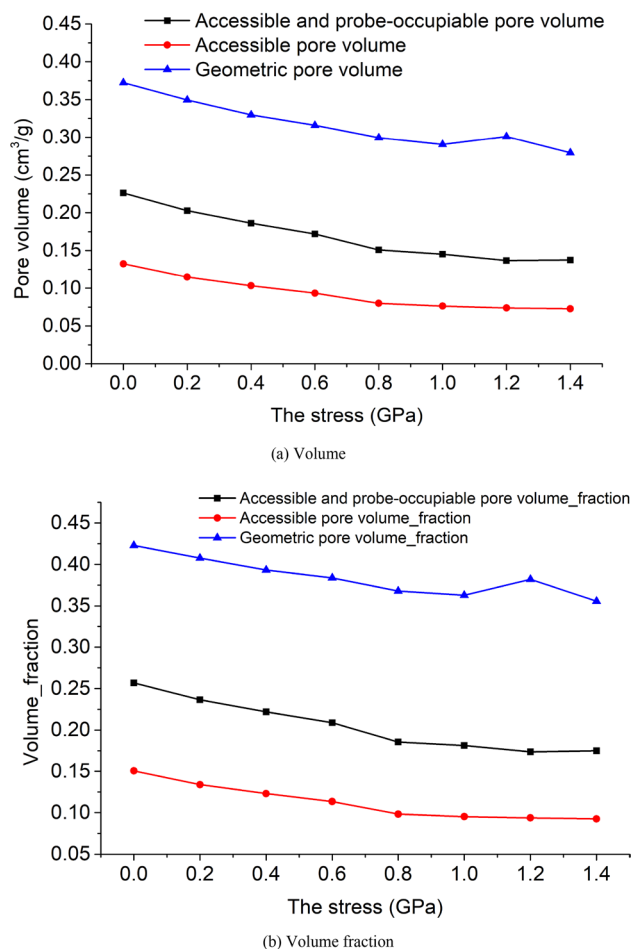 Accessible and probe-occupiable pore volume
Accessible pore volume
Geometric pore volume
0.45
0.40
0.35
0.30
0.25
0.20
0.15
0.10
0.05
0.00
Pore volume (cm³/g)
0.0 0.2 0.4 0.6 0.8 1.0 1.2 1.4
The stress (GPa)
(a) Volume
Accessible and probe-occupiable pore volume_fraction
Accessible pore volume_fraction
Geometric pore volume_fraction
0.45
0.40
0.35
0.30
0.25
0.20
0.15
0.10
0.05
Volume_fraction
0.0 0.2 0.4 0.6 0.8 1.0 1.2 1.4
The stress (GPa)
(b) Volume fraction